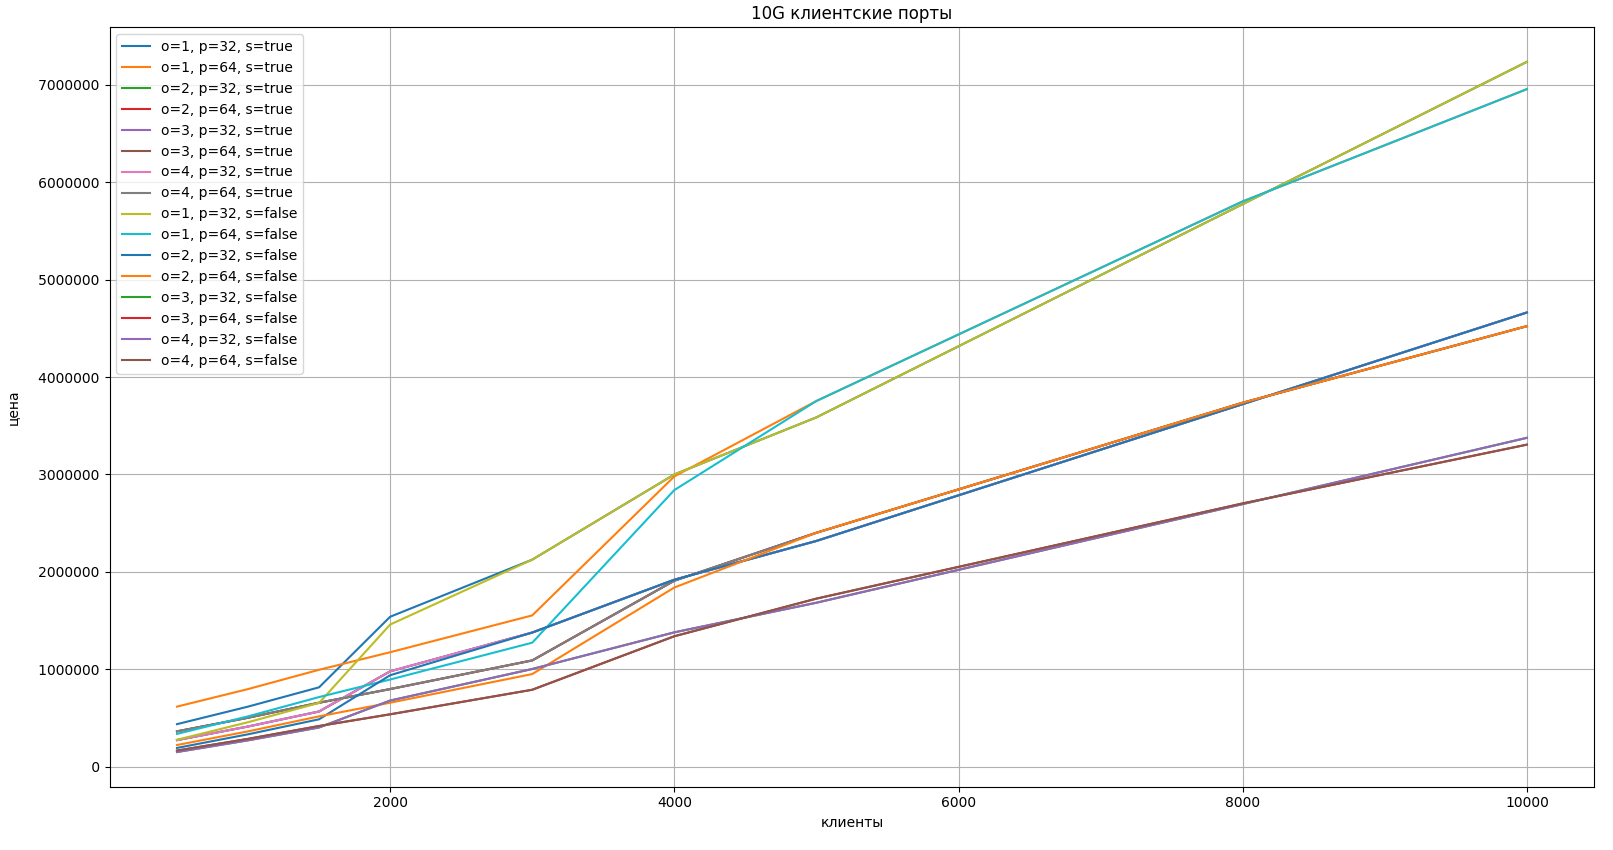 10G клиентские порты
o=1, p=32, s=true
o=1, p=64, s=true
o=2, p=32, s=true
o=2, p=64, s=true
o=3, p=32, s=true
o=3, p=64, s=true
o=4, p=32, s=true
o=4, p=64, s=true
o=1, p=32, s=false
o=1, p=64, s=false
o=2, p=32, s=false
o=2, p=64, s=false
o=3, p=32, s=false
o=3, p=64, s=false
o=4, p=32, s=false
o=4, p=64, s=false
7000000
6000000
5000000
4000000
3000000
2000000
1000000
0
цена
2000 4000 6000 8000 10000
клиенты